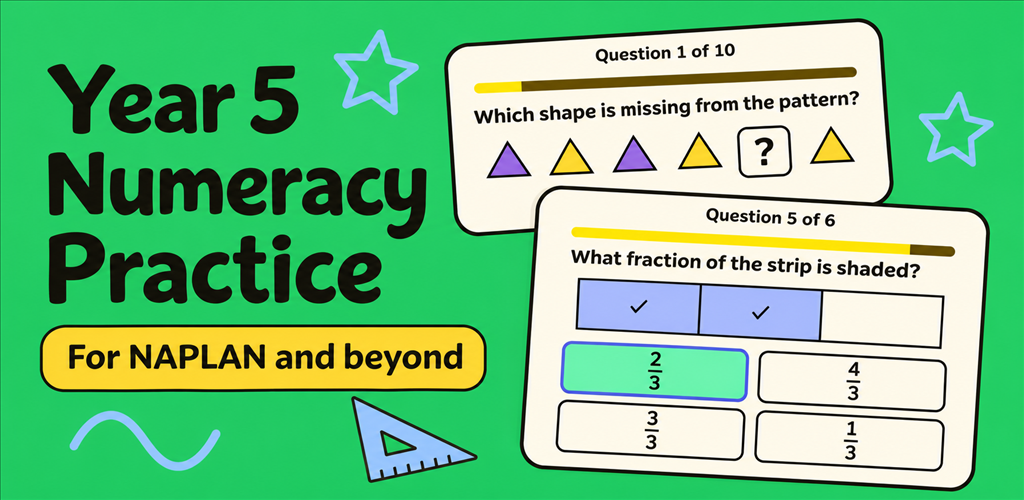 Year 5
Numeracy
Practice
For NAPLAN and beyond
Question 1 of 10
Which shape is missing from the pattern?
?
Question 5 of 6
What fraction of the strip is shaded?
2/3
4/3
3/3
1/3